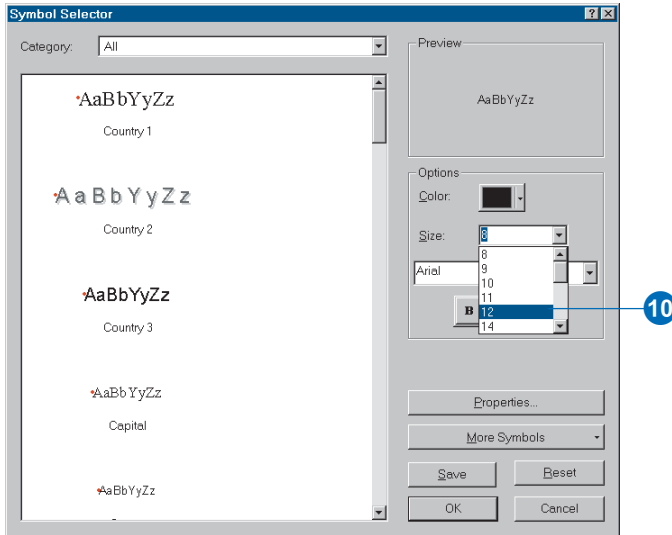 Symbol Selector
Category: All
AaBbYyZz
Country 1
AaBbYyZz
Country 2
AaBbYyZz
Country 3
AaBbYyZz
Capital
AaBbYyZz
Preview
AaBbYyZz
Options
Color:
Size: 8
8
9
10
11
12
14
Arial
B
10
Properties...
More Symbols
Save Reset
OK Cancel